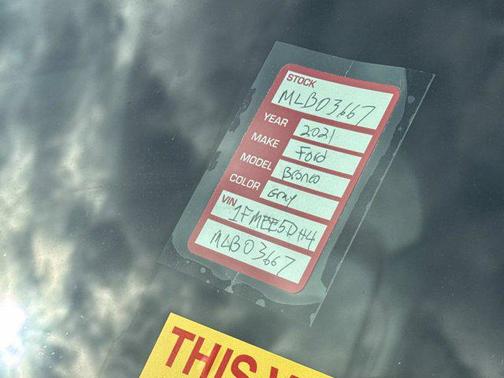 STOCK
MLB03667
YEAR 2021
MAKE Ford
MODEL Bronco
COLOR Gray
VIN 1FMEE5DH4
MLB03667
THIS